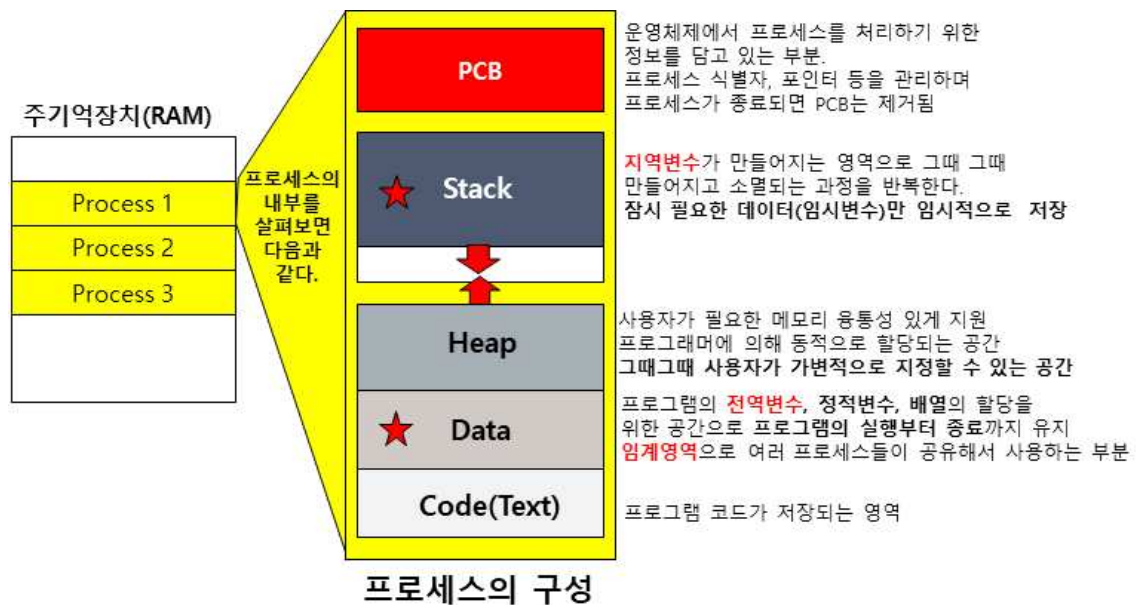 주기억장치(RAM)
Process 1
Process 2
Process 3
프로세스의
내부를
살펴보면
다음과
같다.
PCB
운영체제에서 프로세스를 처리하기 위한
정보를 담고 있는 부분.
프로세스 식별자, 포인터 등을 관리하며
프로세스가 종료되면 PCB는 제거됨
Stack
지역변수가 만들어지는 영역으로 그때 그때
만들어지고 소멸되는 과정을 반복한다.
잠시 필요한 데이터(임시변수)만 임시적으로 저장
Heap
사용자가 필요한 메모리 융통성 있게 지원
프로그래머에 의해 동적으로 할당되는 공간
그때그때 사용자가 가변적으로 지정할 수 있는 공간
Data
프로그램의 전역변수, 정적변수, 배열의 할당을
위한 공간으로 프로그램의 실행부터 종료까지 유지
임계영역으로 여러 프로세스들이 공유해서 사용하는 부분
Code(Text)
프로그램 코드가 저장되는 영역
프로세스의 구성